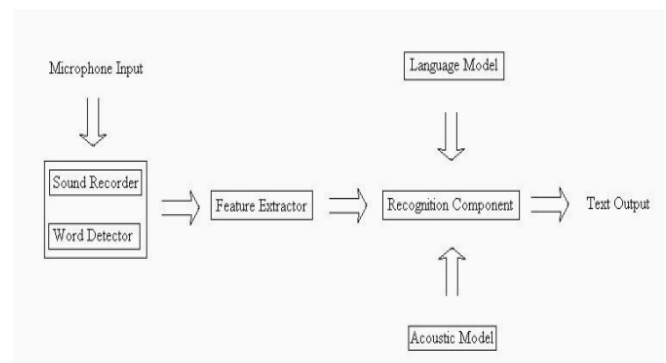 Microphone Input
Language Model
Sound Recorder
Word Detector
Feature Extractor
Recognition Component
Text Output
Acoustic Model